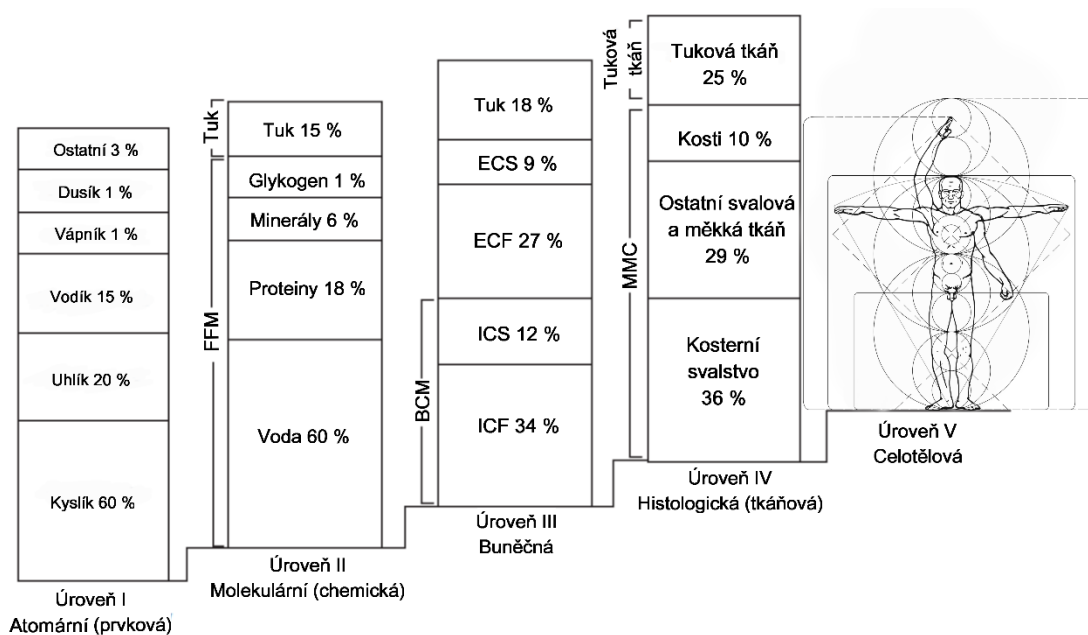 Ostatní 3 %
Dusík 1 %
Vápník 1 %
Vodík 15 %
Uhlík 20 %
Kyslík 60 %
Úroveň I
Atomární (prvková)
Tuk
FFM
Tuk 15 %
Glykogen 1 %
Minerály 6 %
Proteiny 18 %
Voda 60 %
Úroveň II
Molekulární (chemická)
BCM
Tuk 18 %
ECS 9 %
ECF 27 %
ICS 12 %
ICF 34 %
Úroveň III
Buněčná
Tuková
tkáň
MMC
Tuková tkáň
25 %
Kosti 10 %
Ostatní svalová
a měkká tkáň
29 %
Kosterní
svalstvo
36 %
Úroveň IV
Histologická (tkáňová)
Úroveň V
Celotělová